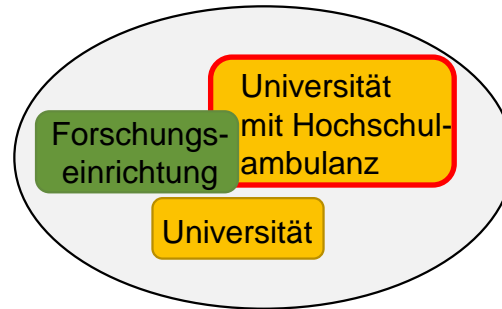 Universität
mit Hochschul-
ambulanz
Forschungs-
einrichtung
Universität